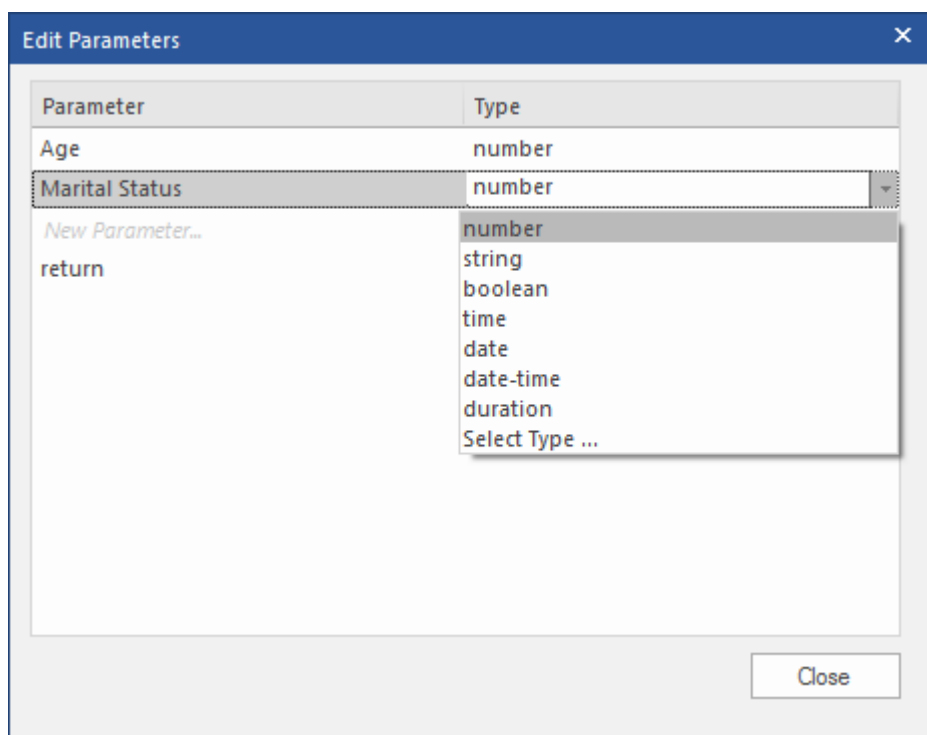 Edit Parameters
Parameter Type
Age number
Marital Status number
New Parameter... number
string
return
boolean
time
date
date-time
duration
Select Type ...
Close